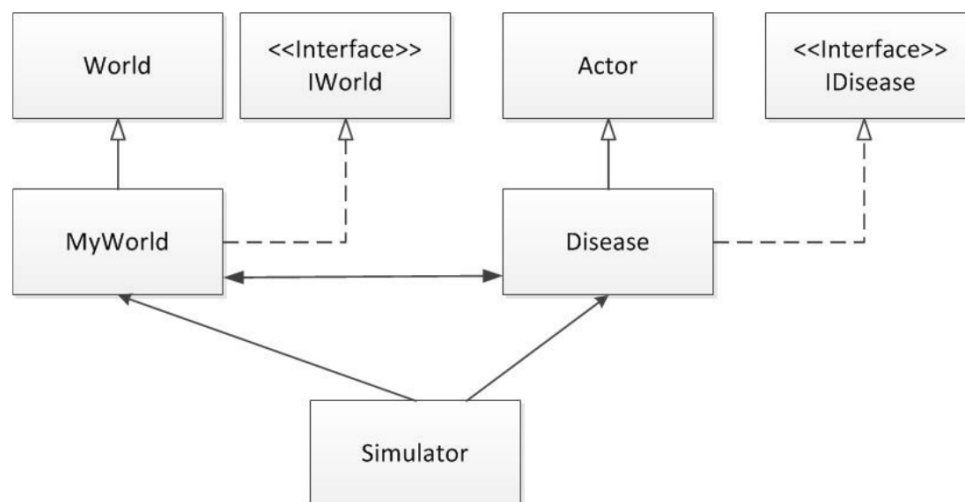 World
<<Interface>>
IWorld
Actor
<<Interface>>
IDisease
MyWorld
Disease
Simulator